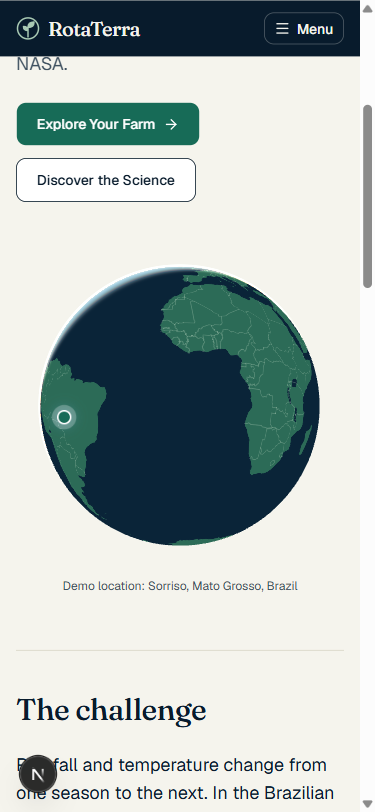 RotaTerra
Menu
NASA.
Explore Your Farm
Discover the Science
Demo location: Sorriso, Mato Grosso, Brazil
The challenge
fall and temperature change from
one season to the next. In the Brazilian
N